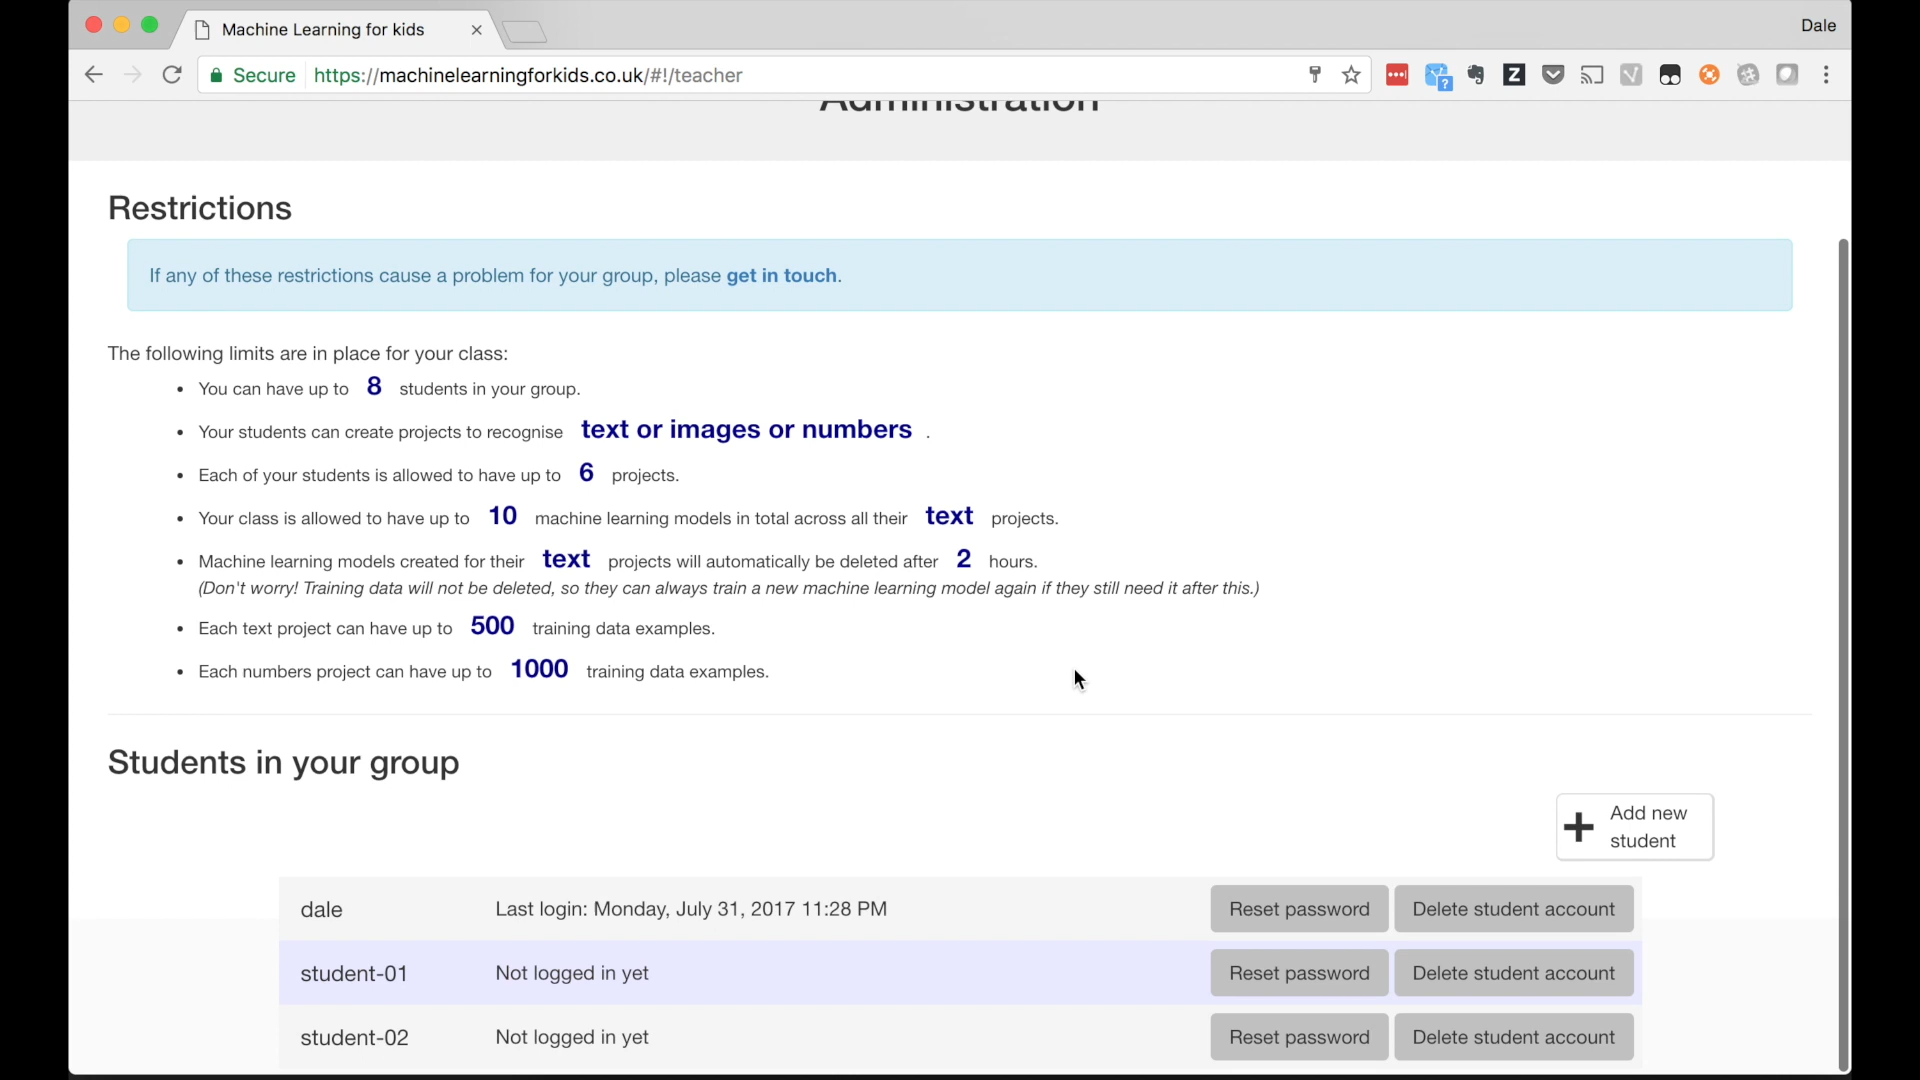 Machine Learning for kids
Dale
Secure https://machinelearningforkids.co.uk/#!/teacher
Administration
Restrictions
If any of these restrictions cause a problem for your group, please get in touch.
The following limits are in place for your class:
• You can have up to 8 students in your group.
• Your students can create projects to recognise text or images or numbers .
• Each of your students is allowed to have up to 6 projects.
• Your class is allowed to have up to 10 machine learning models in total across all their text projects.
• Machine learning models created for their text projects will automatically be deleted after 2 hours.
(Don't worry! Training data will not be deleted, so they can always train a new machine learning model again if they still need it after this.)
• Each text project can have up to 500 training data examples.
• Each numbers project can have up to 1000 training data examples.
Students in your group
Add new
student
dale Last login: Monday, July 31, 2017 11:28 PM Reset password Delete student account
student-01 Not logged in yet Reset password Delete student account
student-02 Not logged in yet Reset password Delete student account